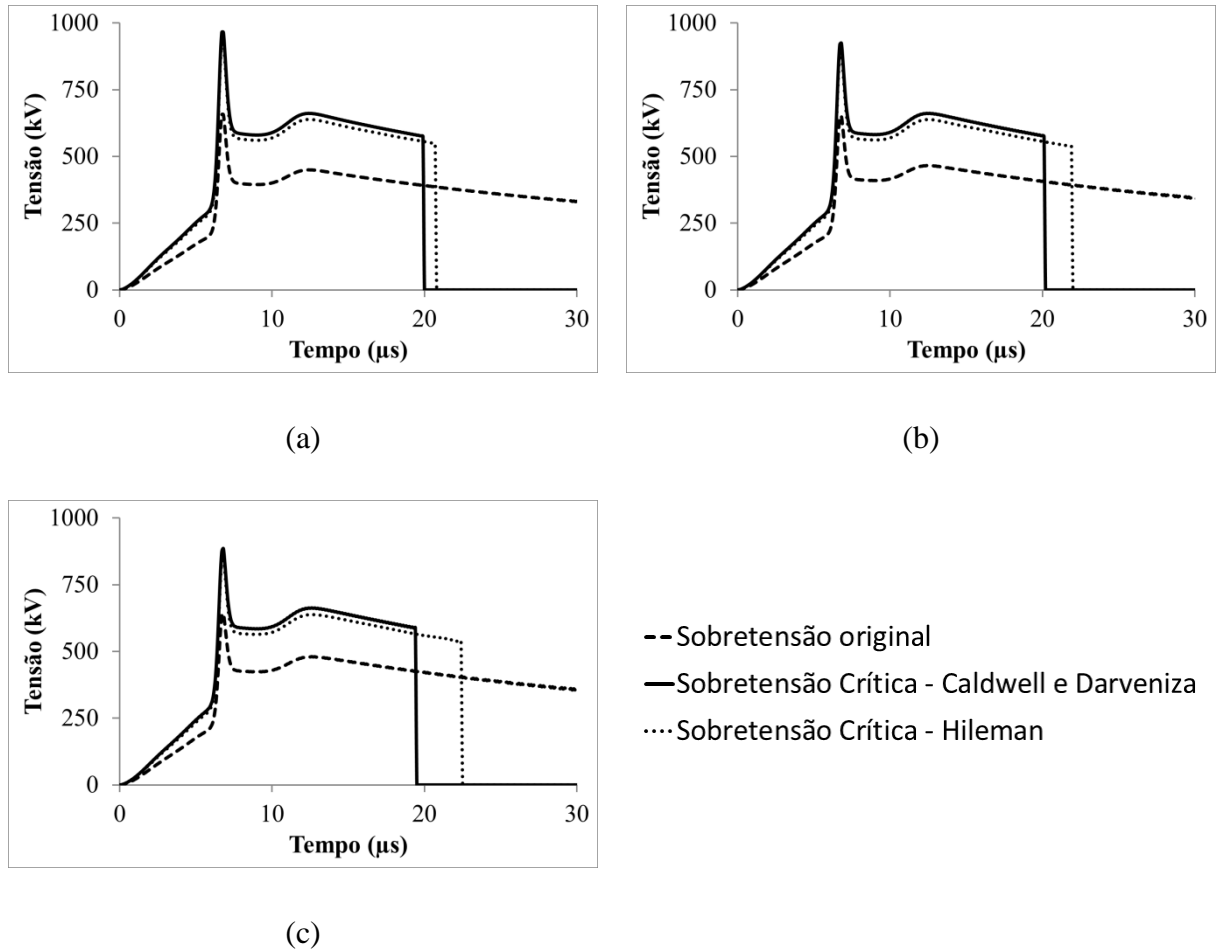 1000
750
500
250
0
Tensão (kV)
0 10 20 30
Tempo (µs)
(a)
1000
750
500
250
0
Tensão (kV)
0 10 20 30
Tempo (µs)
(b)
1000
750
500
250
0
Tensão (kV)
0 10 20 30
Tempo (µs)
(c)
Sobretensão original
Sobretensão Crítica - Caldwell e Darveniza
Sobretensão Crítica - Hileman